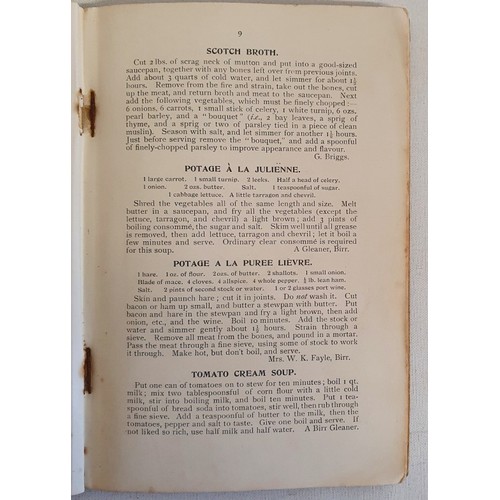 9
SCOTCH BROTH.
Cut 2 lbs. of scrag neck of mutton and put into a good-sized
saucepan, together with any bones left over from previous joints.
Add about 3 quarts of cold water, and let simmer for about 1½
hours. Remove from the fire and strain, take out the bones, cut
up the meat, and return broth and meat to the saucepan. Next
add the following vegetables, which must be finely chopped :—
6 onions, 6 carrots, 1 small stick of celery, 1 white turnip, 6 ozs.
pearl barley, and a "bouquet" (i.e., 2 bay leaves, a sprig of
thyme, and a sprig or two of parsley tied in a piece of clean
muslin). Season with salt, and let simmer for another 1½ hours.
Just before serving remove the "bouquet," and add a spoonful
of finely-chopped parsley to improve appearance and flavour.
G. Briggs.
POTAGE À LA JULIENNE.
1 large carrot. 1 small turnip. 2 leeks. Half a head of celery.
1 onion. 2 ozs. butter. Salt. 1 teaspoonful of sugar.
1 cabbage lettuce. A little tarragon and chevril.
Shred the vegetables all of the same length and size. Melt
butter in a saucepan, and fry all the vegetables (except the
lettuce, tarragon, and chevril) a light brown; add 3 pints of
boiling consommé, the sugar and salt. Skim well until all grease
is removed, then add lettuce, tarragon and chevril; let it boil a
few minutes and serve. Ordinary clear consommé is required
for this soup. A Gleaner, Birr.
POTAGE A LA PUREE LIÈVRE.
1 hare. 1 oz. of flour. 2 ozs. of butter. 2 shallots. 1 small onion.
Blade of mace. 4 cloves. 4 allspice. 4 whole pepper. ½ lb. lean ham.
Salt. 2 pints of second stock or water. 1 or 2 glasses port wine.
Skin and paunch hare; cut it in joints. Do not wash it. Cut
bacon or ham up small, and butter a stewpan with butter. Put
bacon and hare in the stewpan and fry a light brown, then add
onion, etc., and the wine. Boil 10 minutes. Add the stock or
water and simmer gently about 1½ hours. Strain through a
sieve. Remove all meat from the bones, and pound in a mortar.
Pass the meat through a fine sieve, using some of stock to work
it through. Make hot, but don't boil, and serve.
Mrs. W. K. Fayle, Birr.
TOMATO CREAM SOUP.
Put one can of tomatoes on to stew for ten minutes; boil 1 qt.
milk; mix two tablespoonful of corn flour with a little cold
milk, stir into boiling milk, and boil ten minutes. Put 1 tea-
spoonful of bread soda into tomatoes, stir well, then rub through
a fine sieve. Add a teaspoonful of butter to the milk, then the
tomatoes, pepper and salt to taste. Give one boil and serve. If
not liked so rich, use half milk and half water. A Birr Gleaner.